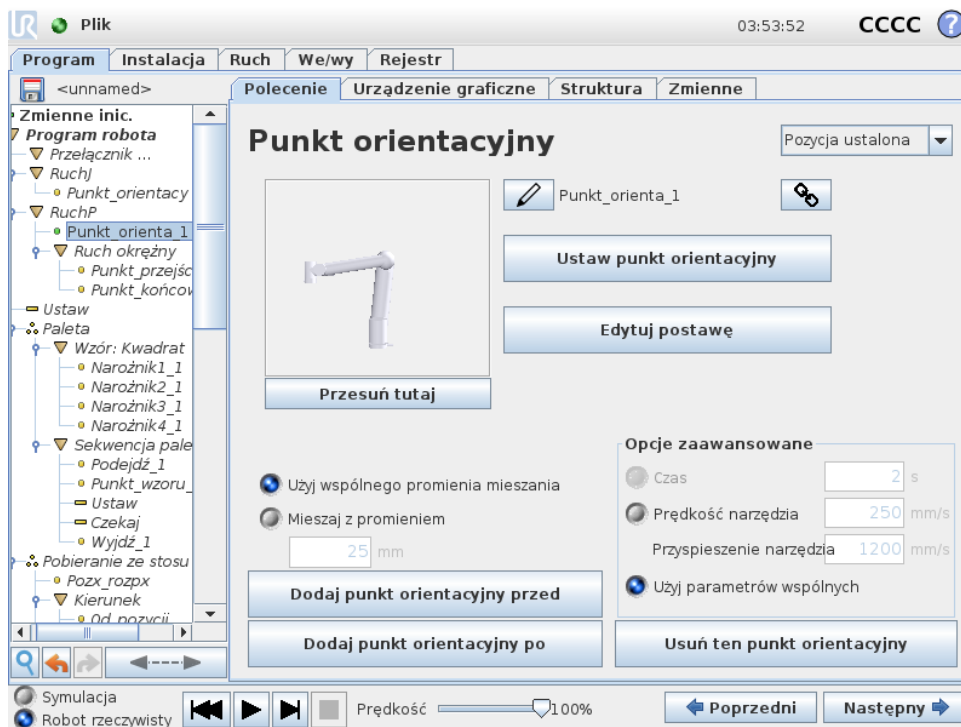 UR Plik 03:53:52 CCCC ?
Program Instalacja Ruch We/wy Rejestr
<unnamed>
Polecenie Urządzenie graficzne Struktura Zmienne
Zmienne inic.
Program robota
Przełącznik ...
RuchJ
Punkt_orientacy
RuchP
Punkt_orienta_1
Ruch okrężny
Punkt_przejśc
Punkt_końcow
Ustaw
Paleta
Wzór: Kwadrat
Narożnik1_1
Narożnik2_1
Narożnik3_1
Narożnik4_1
Sekwencja pale
Podejdź_1
Punkt_wzoru_
Ustaw
Czekaj
Wyjdź_1
Pobieranie ze stosu
Pozx_rozpx
Kierunek
Od_pozycji
Punkt orientacyjny
Pozycja ustalona
Punkt_orienta_1
Ustaw punkt orientacyjny
Edytuj postawę
Przesuń tutaj
Użyj wspólnego promienia mieszania
Mieszaj z promieniem
25 mm
Opcje zaawansowane
Czas 2 s
Prędkość narzędzia 250 mm/s
Przyspieszenie narzędzia 1200 mm/s
Użyj parametrów wspólnych
Dodaj punkt orientacyjny przed
Dodaj punkt orientacyjny po
Usuń ten punkt orientacyjny
Symulacja
Robot rzeczywisty
Prędkość 100%
Poprzedni
Następny